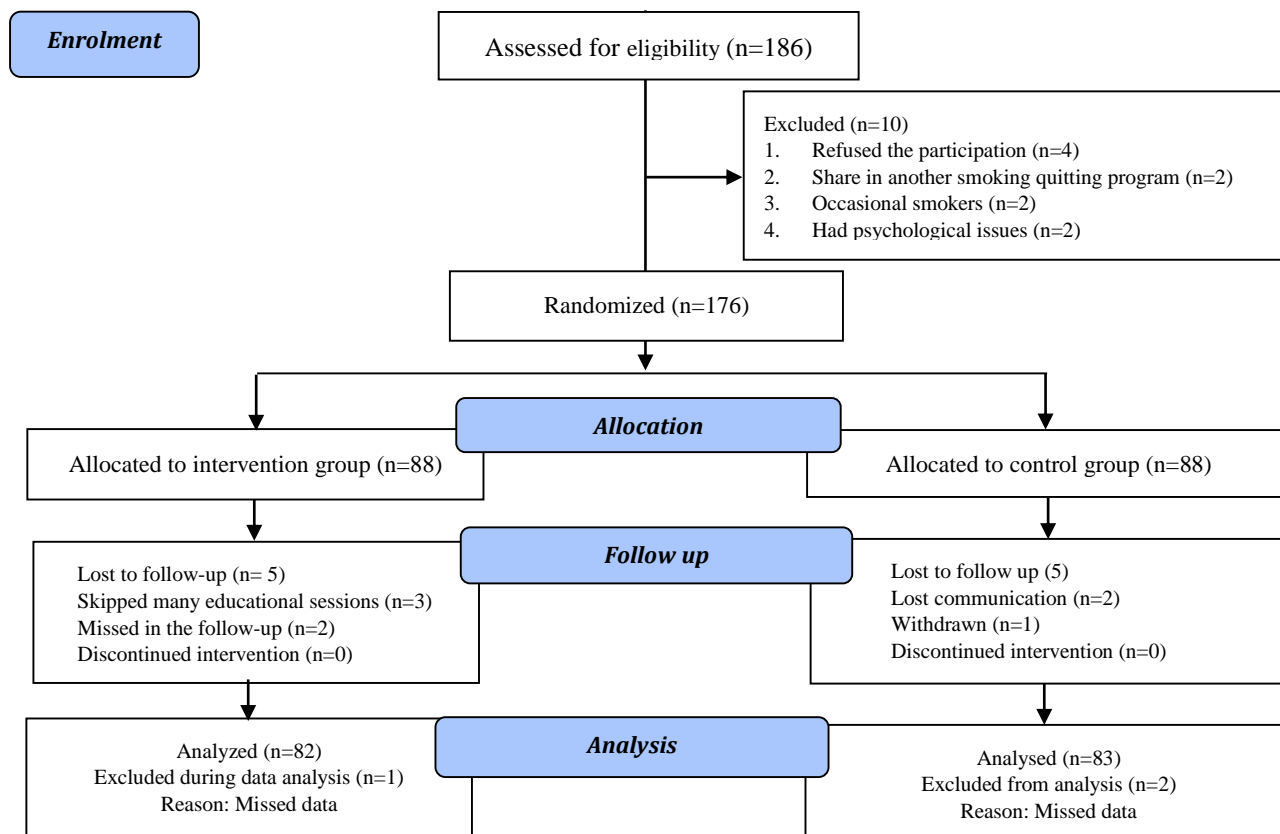 Enrolment
Assessed for eligibility (n=186)
Excluded (n=10)
1. Refused the participation (n=4)
2. Share in another smoking quitting program (n=2)
3. Occasional smokers (n=2)
4. Had psychological issues (n=2)
Randomized (n=176)
Allocation
Allocated to intervention group (n=88)
Allocated to control group (n=88)
Follow up
Lost to follow-up (n= 5)
Skipped many educational sessions (n=3)
Missed in the follow-up (n=2)
Discontinued intervention (n=0)
Lost to follow up (5)
Lost communication (n=2)
Withdrawn (n=1)
Discontinued intervention (n=0)
Analysis
Analyzed (n=82)
Excluded during data analysis (n=1)
Reason: Missed data
Analysed (n=83)
Excluded from analysis (n=2)
Reason: Missed data